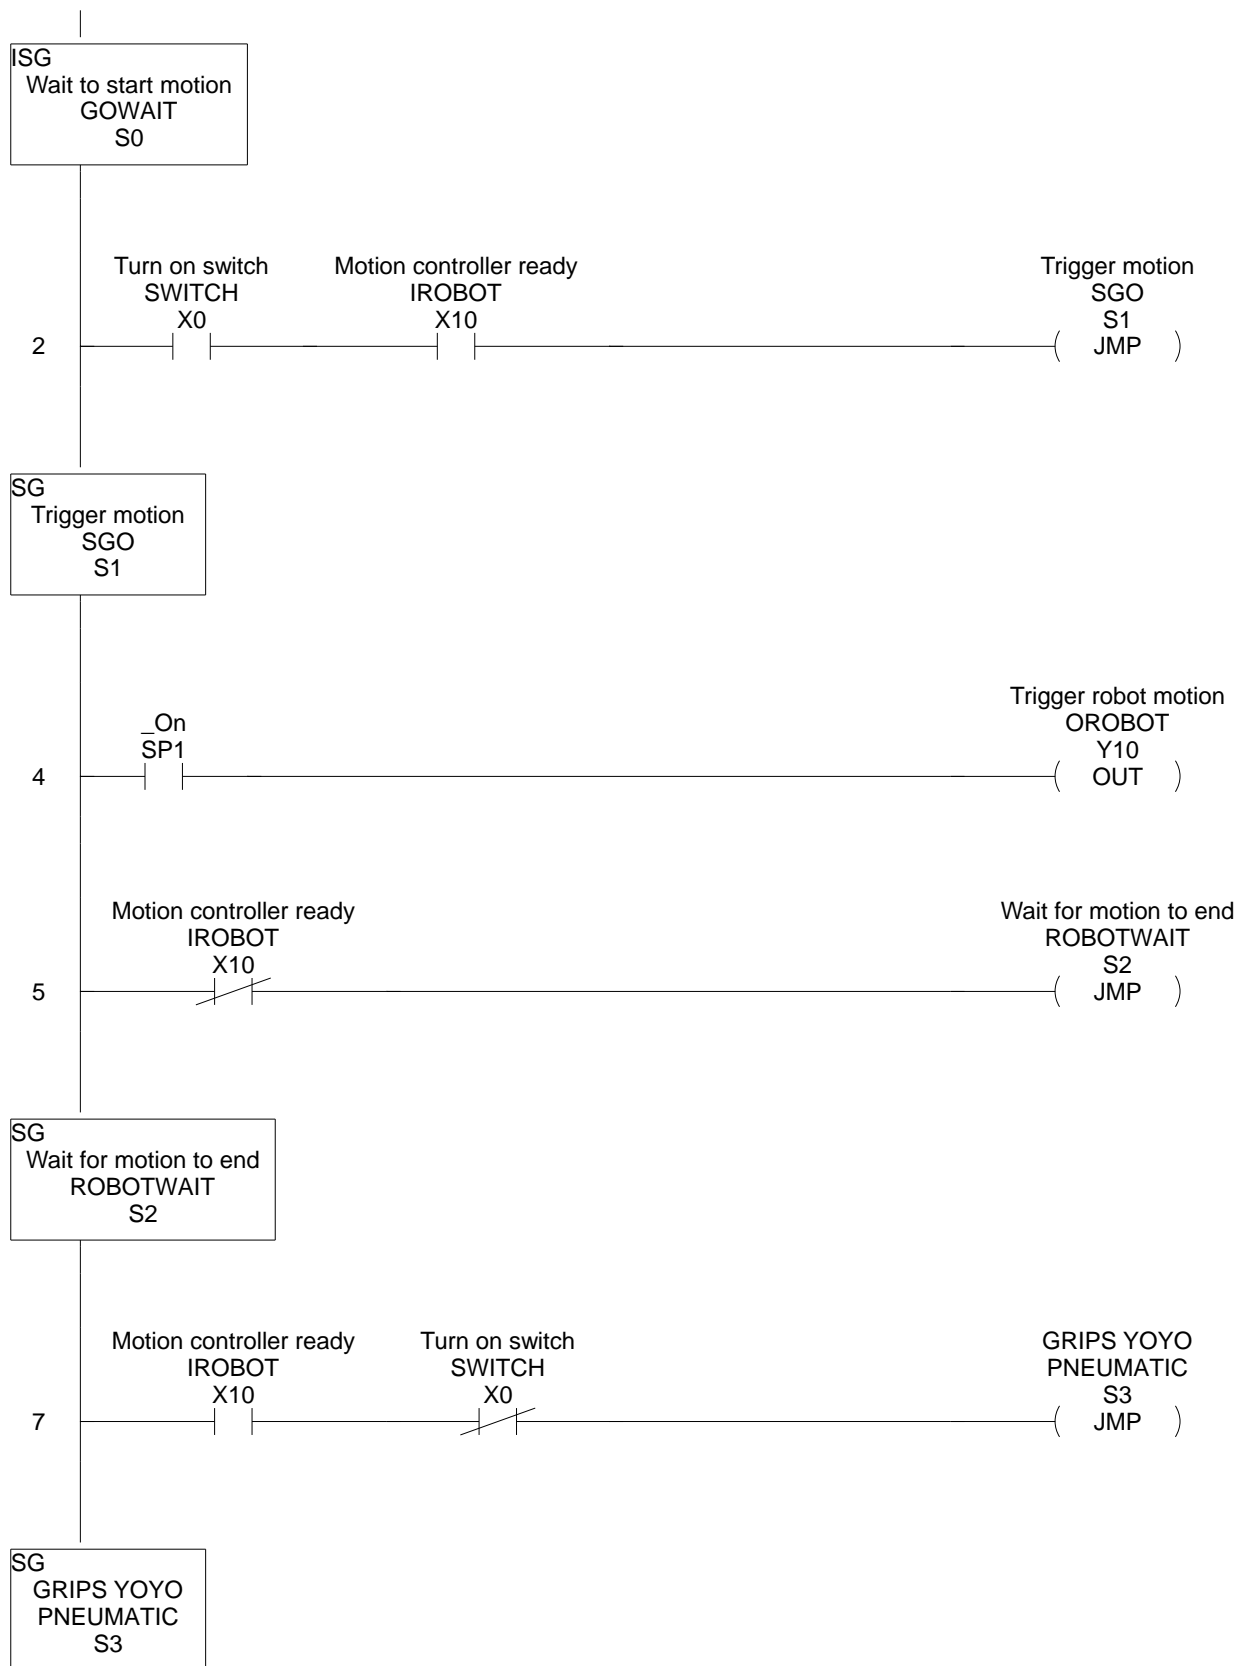 ISG
Wait to start motion
GOWAIT
S0
Turn on switch Motion controller ready Trigger motion
SWITCH IROBOT SGO
X0 X10 S1
2 JMP
SG
Trigger motion
SGO
S1
Trigger robot motion
_On OROBOT
SP1 Y10
4 OUT
Motion controller ready Wait for motion to end
IROBOT ROBOTWAIT
X10 S2
5 JMP
SG
Wait for motion to end
ROBOTWAIT
S2
Motion controller ready Turn on switch GRIPS YOYO
IROBOT SWITCH PNEUMATIC
X10 X0 S3
7 JMP
SG
GRIPS YOYO
PNEUMATIC
S3